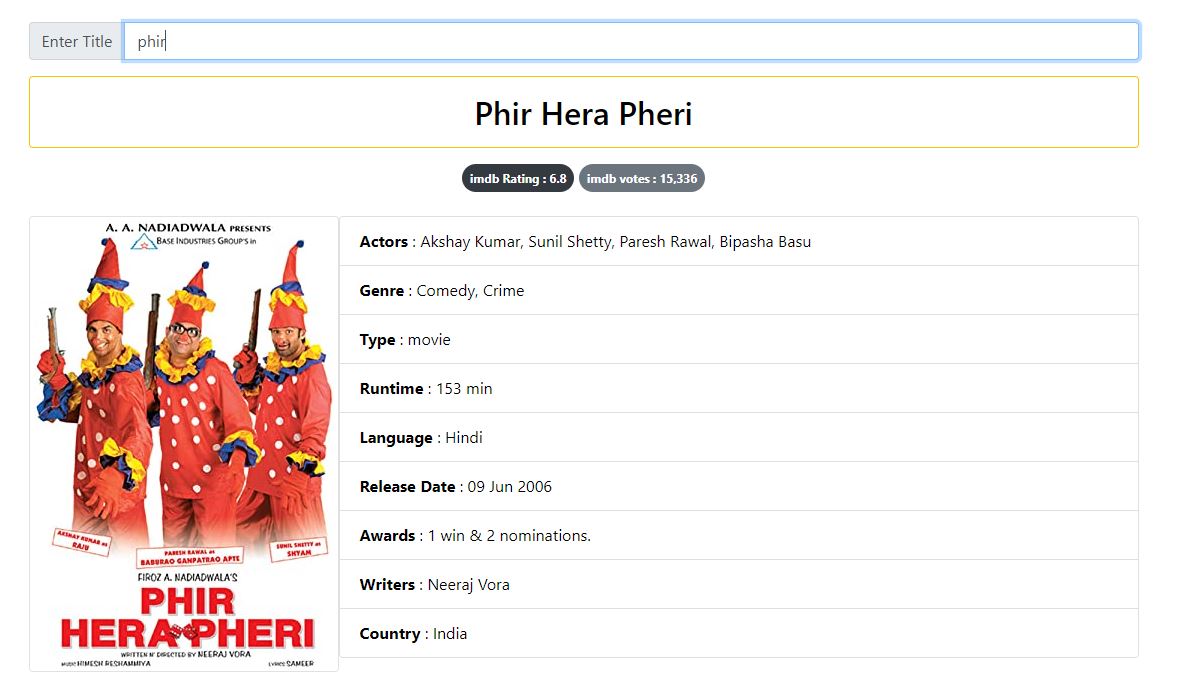 Enter Title phir
Phir Hera Pheri
imdb Rating : 6.8 imdb votes : 15,336
A. A. NADIADWALA PRESENTS
BASE INDUSTRIES GROUP'S in
AKSHAY KUMAR as
RAJU
PARESH RAWAL as
BABURAO GANPATRAO APTE
SUNIL SHETTY as
SHYAM
FIROZ A. NADIADWALA'S
PHIR
HERA PHERI
WRITTEN N' DIRECTED BY NEERAJ VORA
MUSIC HIMESH RESHAMMIYA LYRICS SAMEER
Actors : Akshay Kumar, Sunil Shetty, Paresh Rawal, Bipasha Basu
Genre : Comedy, Crime
Type : movie
Runtime : 153 min
Language : Hindi
Release Date : 09 Jun 2006
Awards : 1 win & 2 nominations.
Writers : Neeraj Vora
Country : India